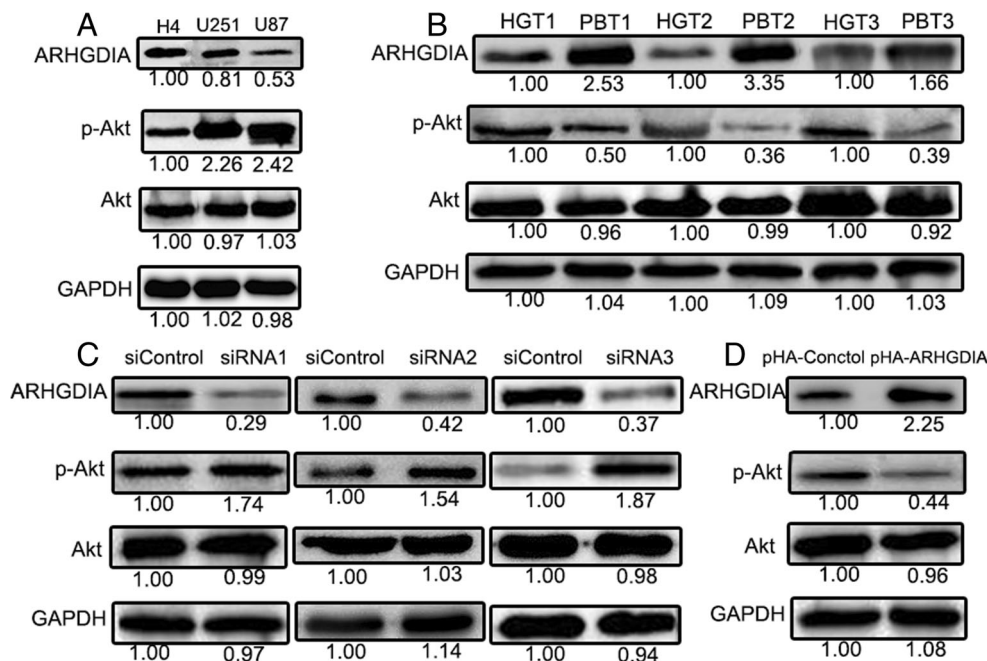 A
H4 U251 U87
ARHGDIA
1.00 0.81 0.53
p-Akt
1.00 2.26 2.42
Akt
1.00 0.97 1.03
GAPDH
1.00 1.02 0.98
B
HGT1 PBT1 HGT2 PBT2 HGT3 PBT3
ARHGDIA
1.00 2.53 1.00 3.35 1.00 1.66
p-Akt
1.00 0.50 1.00 0.36 1.00 0.39
Akt
1.00 0.96 1.00 0.99 1.00 0.92
GAPDH
1.00 1.04 1.00 1.09 1.00 1.03
C
siControl siRNA1 siControl siRNA2 siControl siRNA3
ARHGDIA
1.00 0.29 1.00 0.42 1.00 0.37
p-Akt
1.00 1.74 1.00 1.54 1.00 1.87
Akt
1.00 0.99 1.00 1.03 1.00 0.98
GAPDH
1.00 0.97 1.00 1.14 1.00 0.94
D
pHA-Conctol pHA-ARHGDIA
ARHGDIA
1.00 2.25
p-Akt
1.00 0.44
Akt
1.00 0.96
GAPDH
1.00 1.08